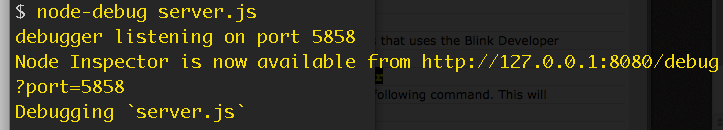 $ node-debug server.js
debugger listening on port 5858
that uses the Blink Developer
Node Inspector is now available from http://127.0.0.1:8080/debug
?port=5858
following command. This will
Debugging `server.js`